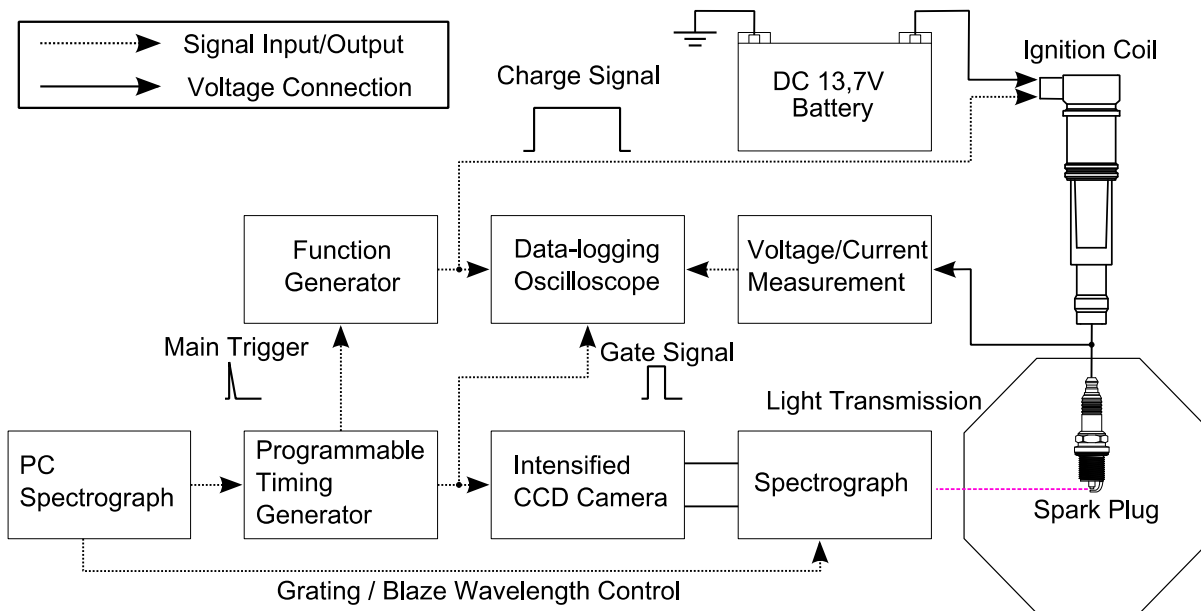 Signal Input/Output
Voltage Connection
Charge Signal
DC 13,7V
Battery
Ignition Coil
Function
Generator
Data-logging
Oscilloscope
Voltage/Current
Measurement
Main Trigger
Gate Signal
Light Transmission
PC
Spectrograph
Programmable
Timing
Generator
Intensified
CCD Camera
Spectrograph
Spark Plug
Grating / Blaze Wavelength Control